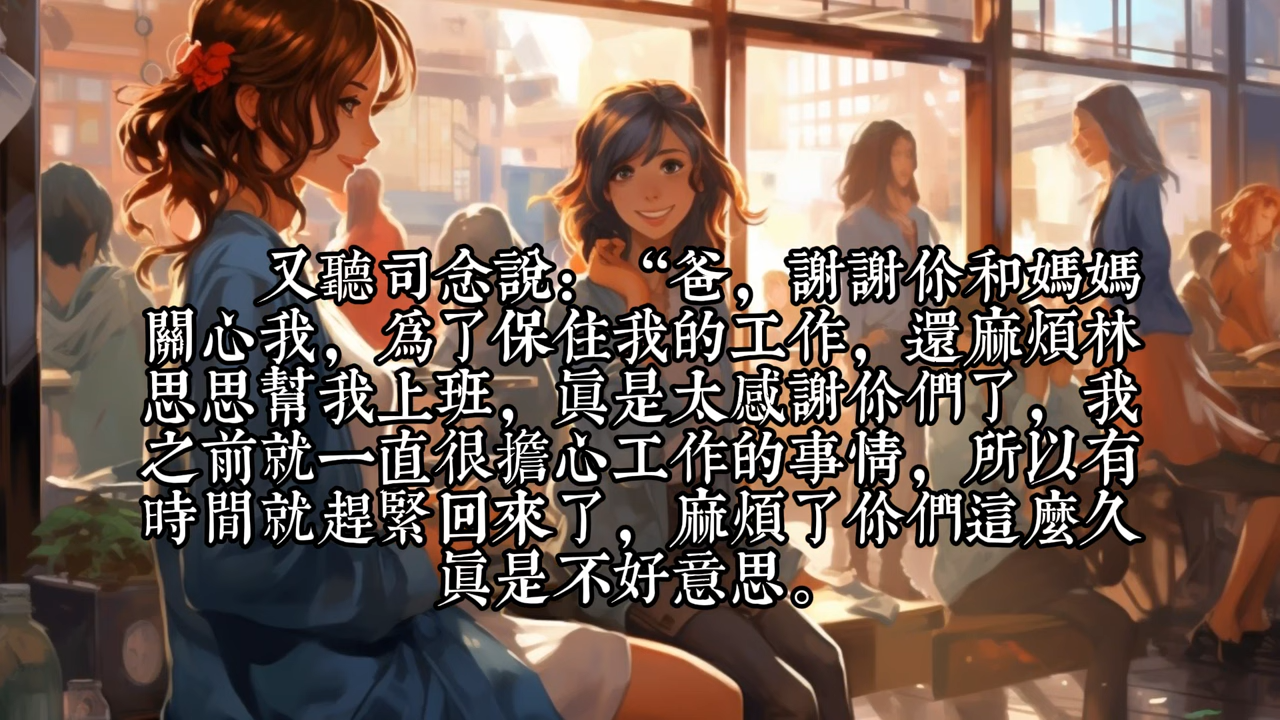 又聽司念說：“爸，謝謝你和媽媽
關心我，爲了保住我的工作，還麻煩林
思思幫我上班，眞是太感謝你們了，我
之前就一直很擔心工作的事情，所以有
時間就趕緊回來了，麻煩了你們這麼久
眞是不好意思。